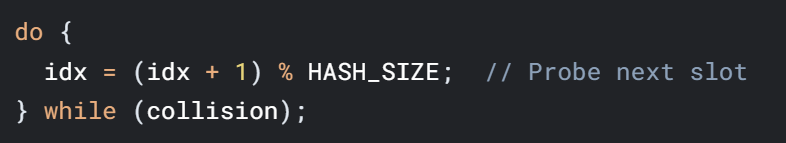 do {
  idx = (idx + 1) % HASH_SIZE;  // Probe next slot
} while (collision);